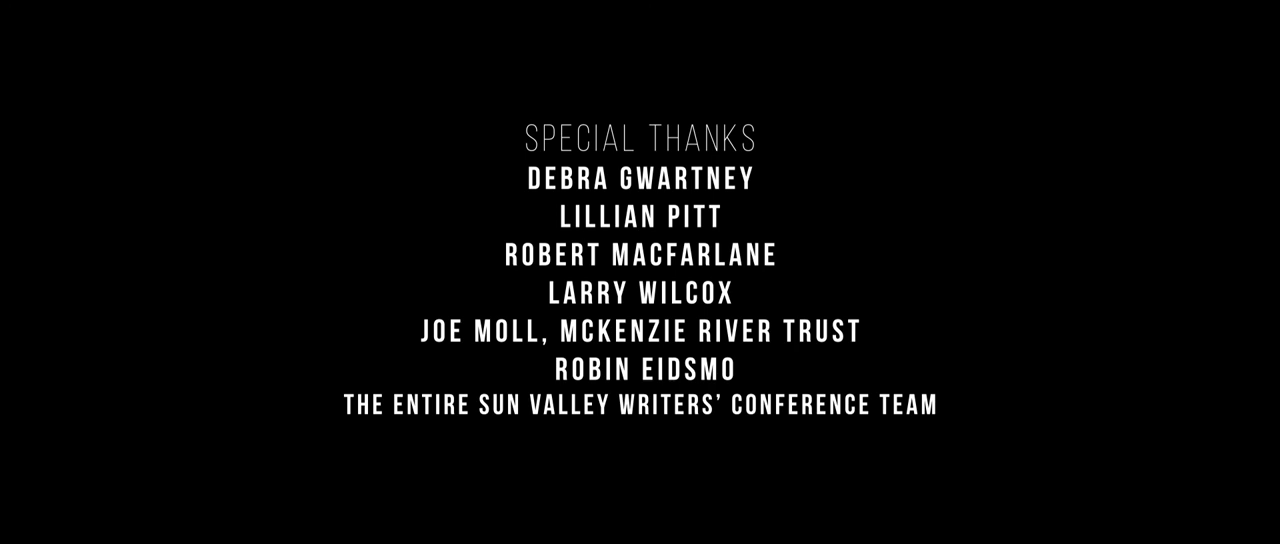 SPECIAL THANKS
DEBRA GWARTNEY
LILLIAN PITT
ROBERT MACFARLANE
LARRY WILCOX
JOE MOLL, MCKENZIE RIVER TRUST
ROBIN EIDSMO
THE ENTIRE SUN VALLEY WRITERS’ CONFERENCE TEAM